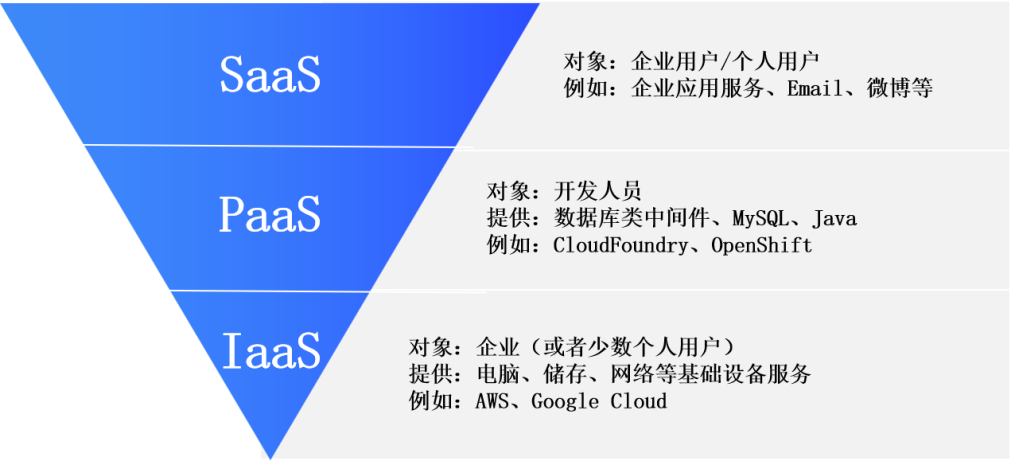 SaaS
对象：企业用户/个人用户
例如：企业应用服务、Email、微博等
PaaS
对象：开发人员
提供：数据库类中间件、MySQL、Java
例如：CloudFoundry、OpenShift
IaaS
对象：企业（或者少数个人用户）
提供：电脑、储存、网络等基础设备服务
例如：AWS、Google Cloud